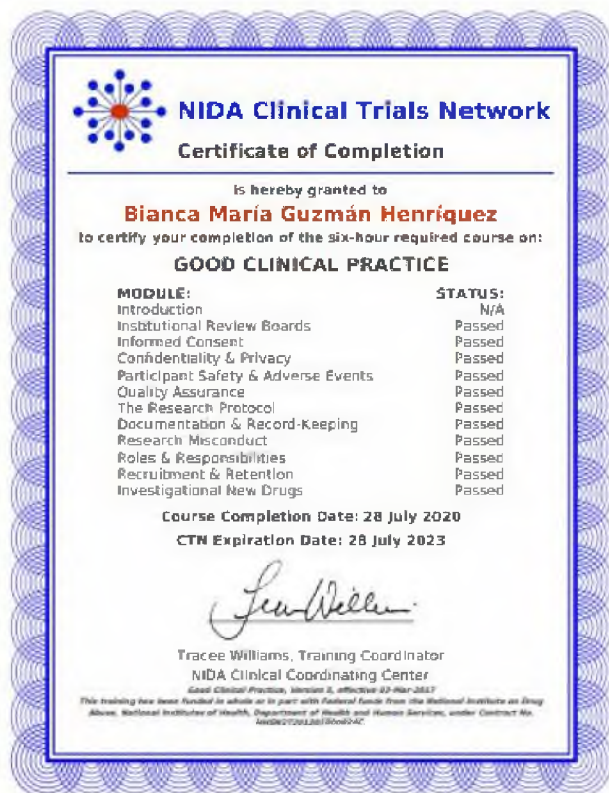 NIDA Clinical Trials Network
Certificate of Completion
is hereby granted to
Bianca María Guzmán Henríquez
to certify your completion of the six-hour required course on:
GOOD CLINICAL PRACTICE
MODULE: STATUS:
Introduction N/A
Institutional Review Boards Passed
Informed Consent Passed
Confidentiality & Privacy Passed
Participant Safety & Adverse Events Passed
Quality Assurance Passed
The Research Protocol Passed
Documentation & Record-Keeping Passed
Research Misconduct Passed
Roles & Responsibilities Passed
Recruitment & Retention Passed
Investigational New Drugs Passed
Course Completion Date: 28 July 2020
CTN Expiration Date: 28 July 2023
Tracee Williams, Training Coordinator
NIDA Clinical Coordinating Center
Good Clinical Practice, Version 5, effective 03-Mar-2017
This training has been funded in whole or in part with Federal funds from the National Institute on Drug
Abuse, National Institutes of Health, Department of Health and Human Services, under Contract No.